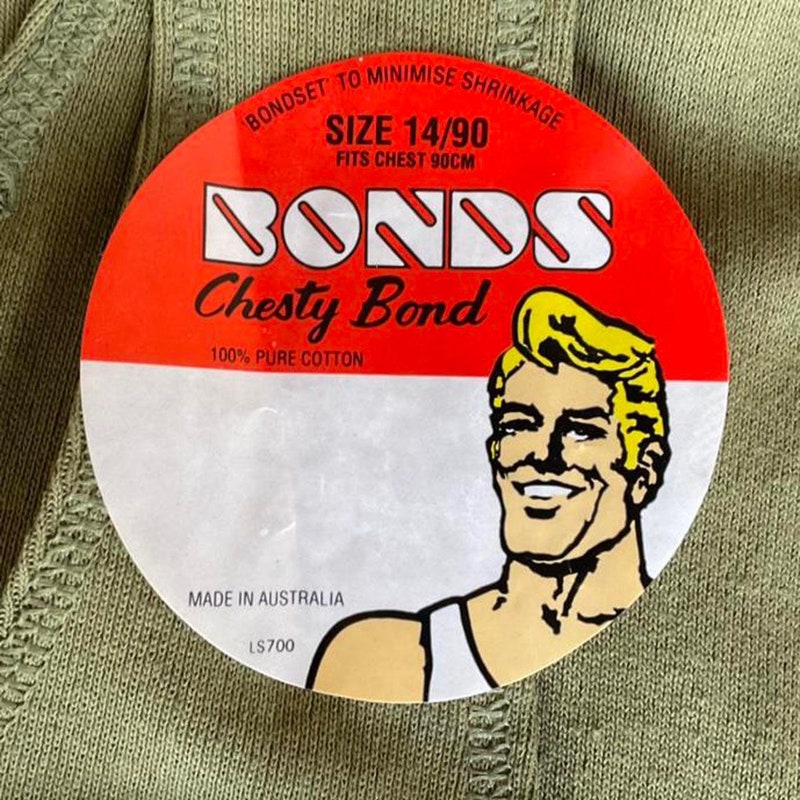 BONDSET' TO MINIMISE SHRINKAGE
SIZE 14/90
FITS CHEST 90CM
BONDS
Chesty Bond
100% PURE COTTON
MADE IN AUSTRALIA
LS700